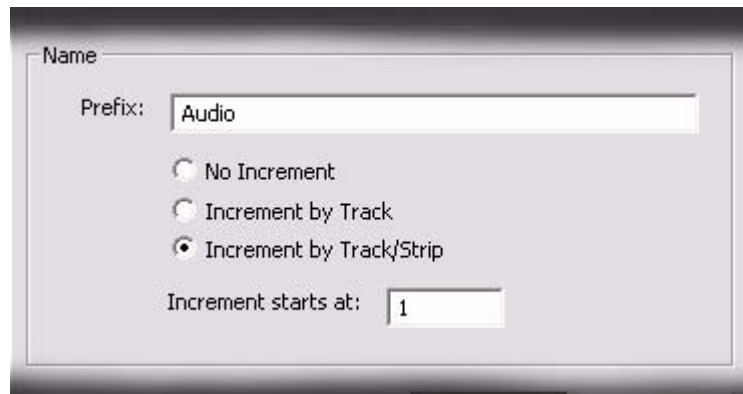 Name
Prefix: Audio
No Increment
Increment by Track
Increment by Track/Strip
Increment starts at: 1